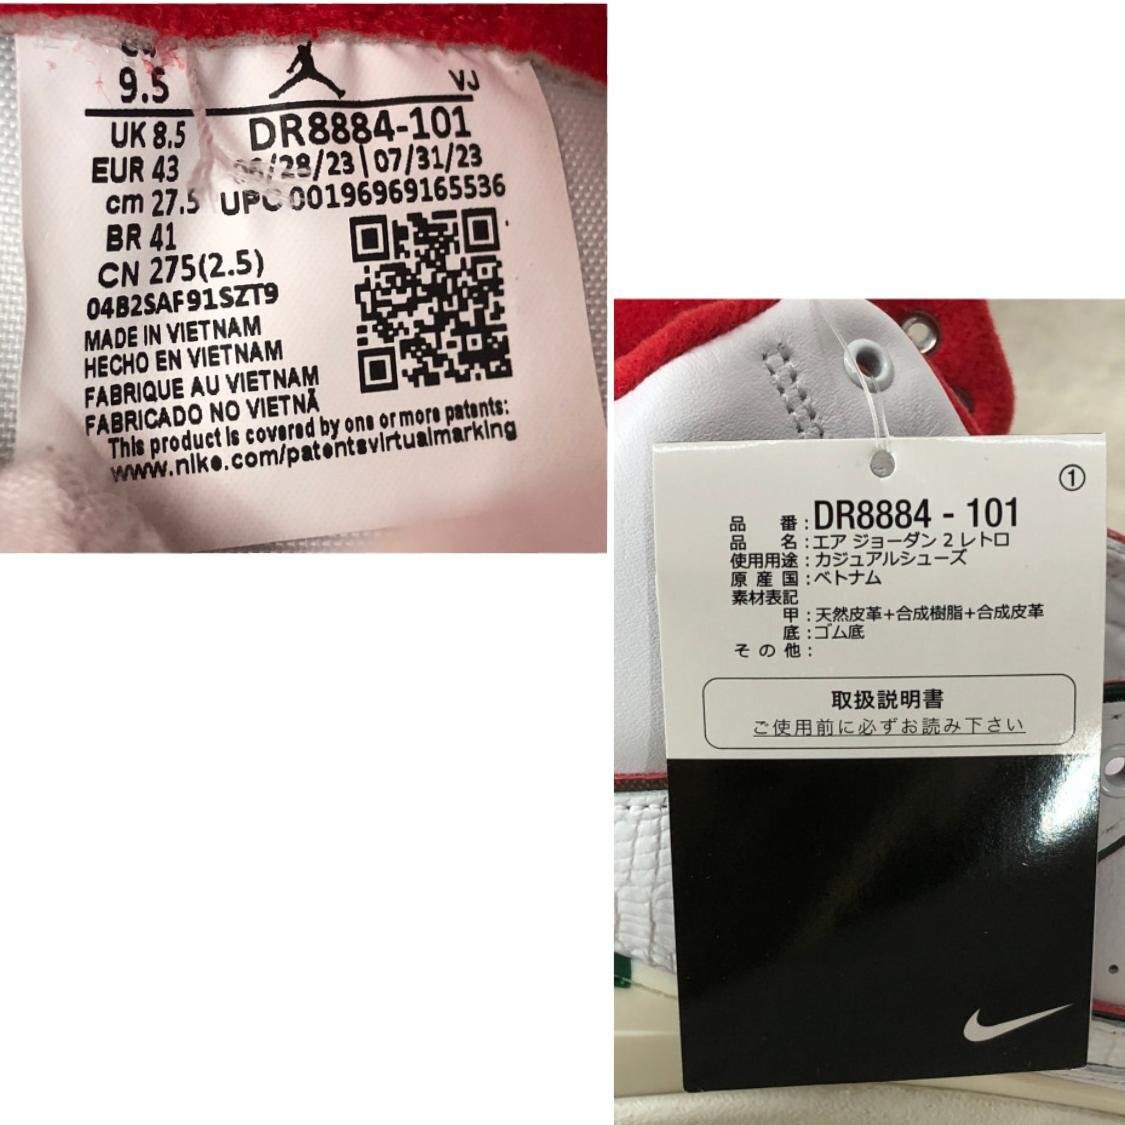 9.5
VJ
UK 8.5
DR8884-101
EUR 43
/28/23|07/31/23
cm 27.5
UPC 00196969165536
BR 41
CN 275(2.5)
04B2SAF91SZT9
MADE IN VIETNAM
HECHO EN VIETNAM
FABRIQUE AU VIETNAM
FABRICADO NO VIETNÃ
This product is covered by one or more patents:
www.nike.com/patentsvirtualmarking
①
品 番:DR8884 - 101
品 名:エア ジョーダン 2 レトロ
使用用途:カジュアルシューズ
原 産 国:ベトナム
素材表記
甲:天然皮革+合成樹脂+合成皮革
底:ゴム底
そ の 他:
取扱説明書
ご使用前に必ずお読み下さい